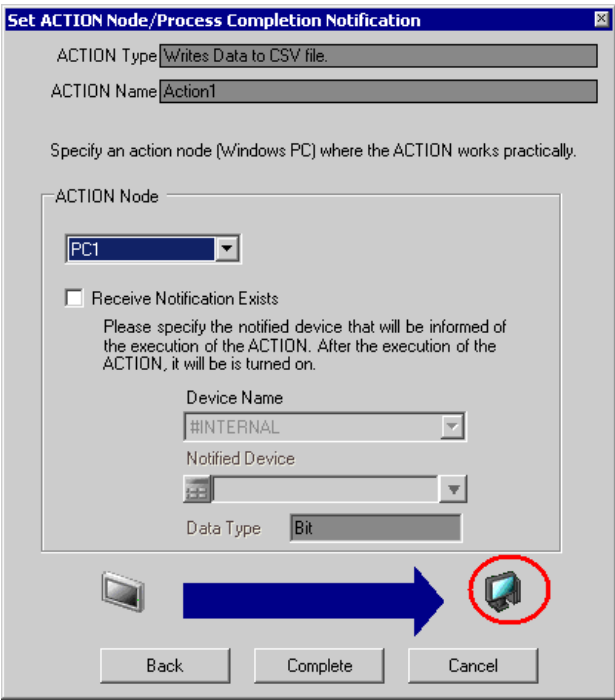 Set ACTION Node/Process Completion Notification
ACTION Type Writes Data to CSV file.
ACTION Name Action1
Specify an action node (Windows PC) where the ACTION works practically.
ACTION Node
PC1
Receive Notification Exists
Please specify the notified device that will be informed of
the execution of the ACTION. After the execution of the
ACTION, it will be is turned on.
Device Name
#INTERNAL
Notified Device
Data Type Bit
Back Complete Cancel